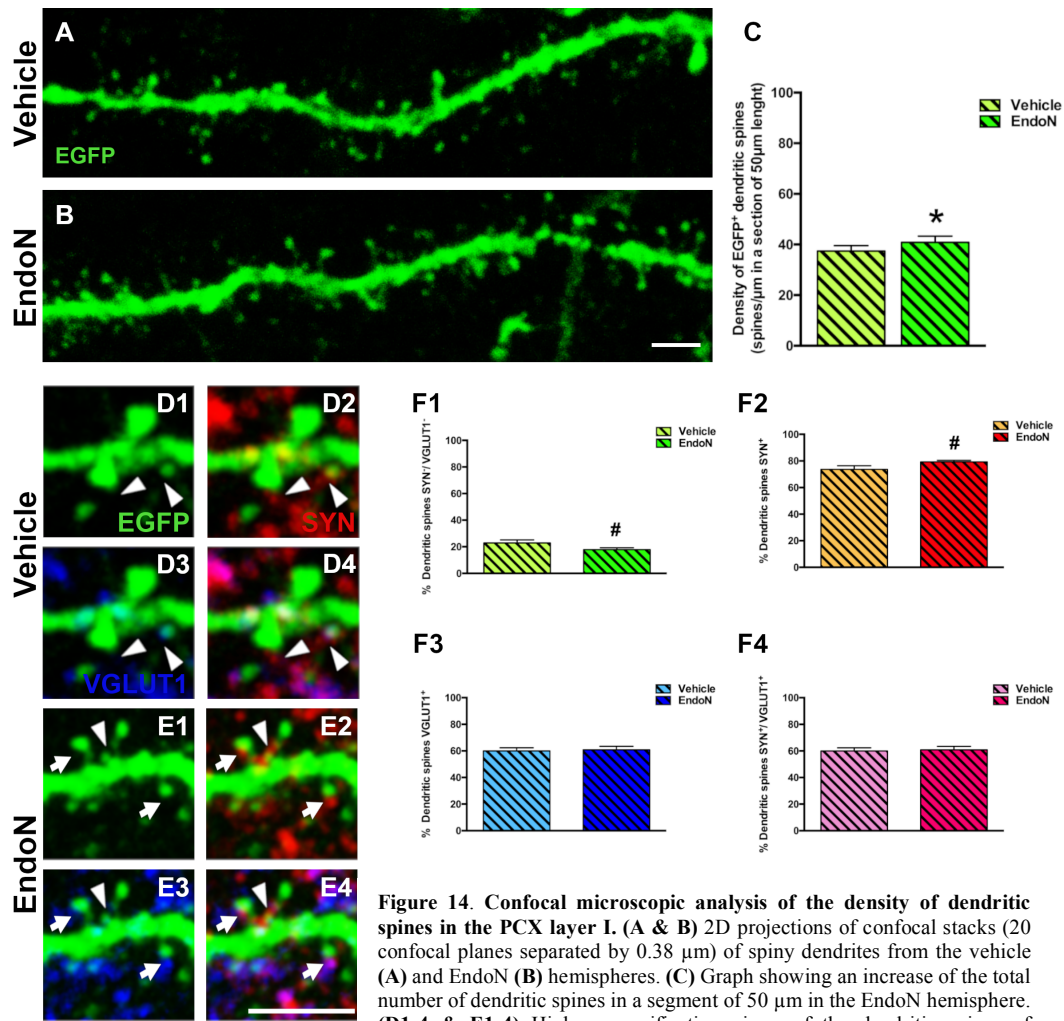 Vehicle
A
EGFP
EndoN
B
C
Density of EGFP+ dendritic spines
(spines/µm in a section of 50µm lenght)
100
80
60
40
20
0
*
Vehicle
EndoN
Vehicle
D1
EGFP
D2
SYN
D3
VGLUT1
D4
EndoN
E1
E2
E3
E4
F1
% Dendritic spines SYN-/ VGLUT1-
100
80
60
40
20
0
#
Vehicle
EndoN
F2
% Dendritic spines SYN+
100
80
60
40
20
0
#
Vehicle
EndoN
F3
% Dendritic spines VGLUT1+
100
80
60
40
20
0
Vehicle
EndoN
F4
% Dendritic spines SYN+/ VGLUT1+
100
80
60
40
20
0
Vehicle
EndoN
Figure 14. Confocal microscopic analysis of the density of dendritic
spines in the PCX layer I. (A & B) 2D projections of confocal stacks (20
confocal planes separated by 0.38 µm) of spiny dendrites from the vehicle
(A) and EndoN (B) hemispheres. (C) Graph showing an increase of the total
number of dendritic spines in a segment of 50 µm in the EndoN hemisphere.